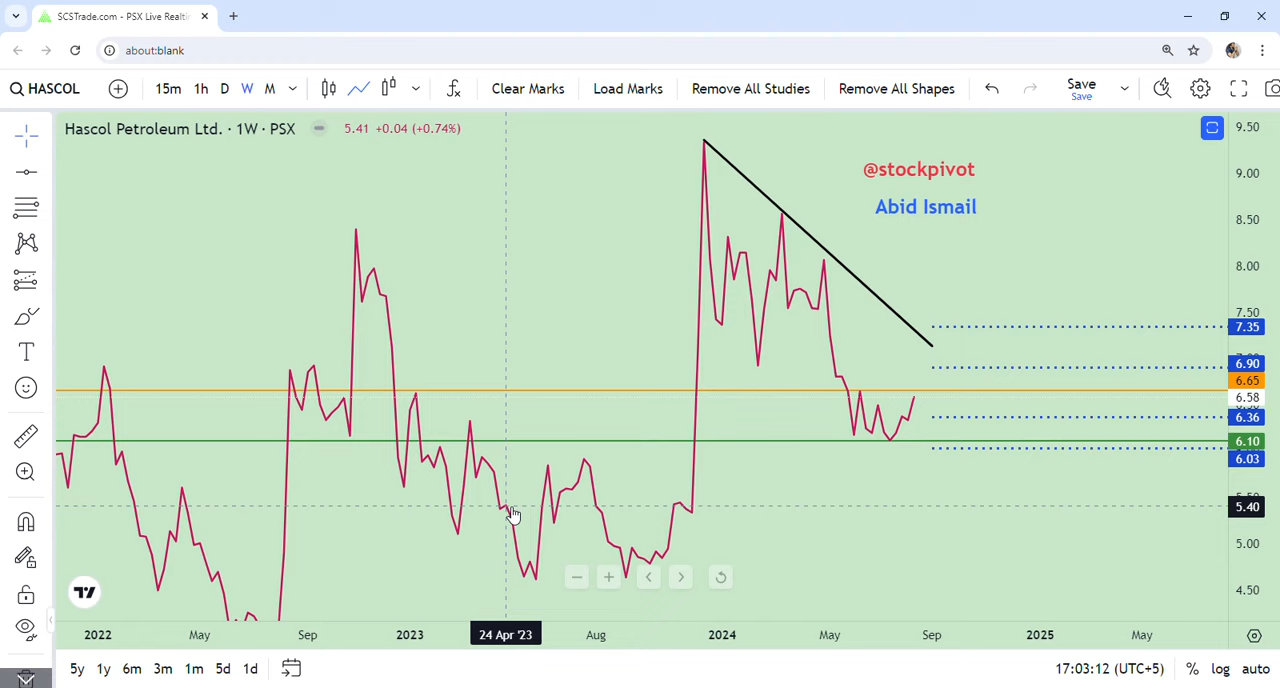 SCSTrade.com - PSX Live Realti
about:blank
HASCOL 15m 1h D W M Clear Marks Load Marks Remove All Studies Remove All Shapes Save
Save
Hascol Petroleum Ltd. · 1W · PSX 5.41 +0.04 (+0.74%)
@stockpivot
Abid Ismail
9.50
9.00
8.50
8.00
7.50
7.35
6.90
6.65
6.58
6.36
6.10
6.03
5.40
5.00
4.50
2022 May Sep 2023 24 Apr '23 Aug 2024 May Sep 2025 May
5y 1y 6m 3m 1m 5d 1d 17:03:12 (UTC+5) % log auto